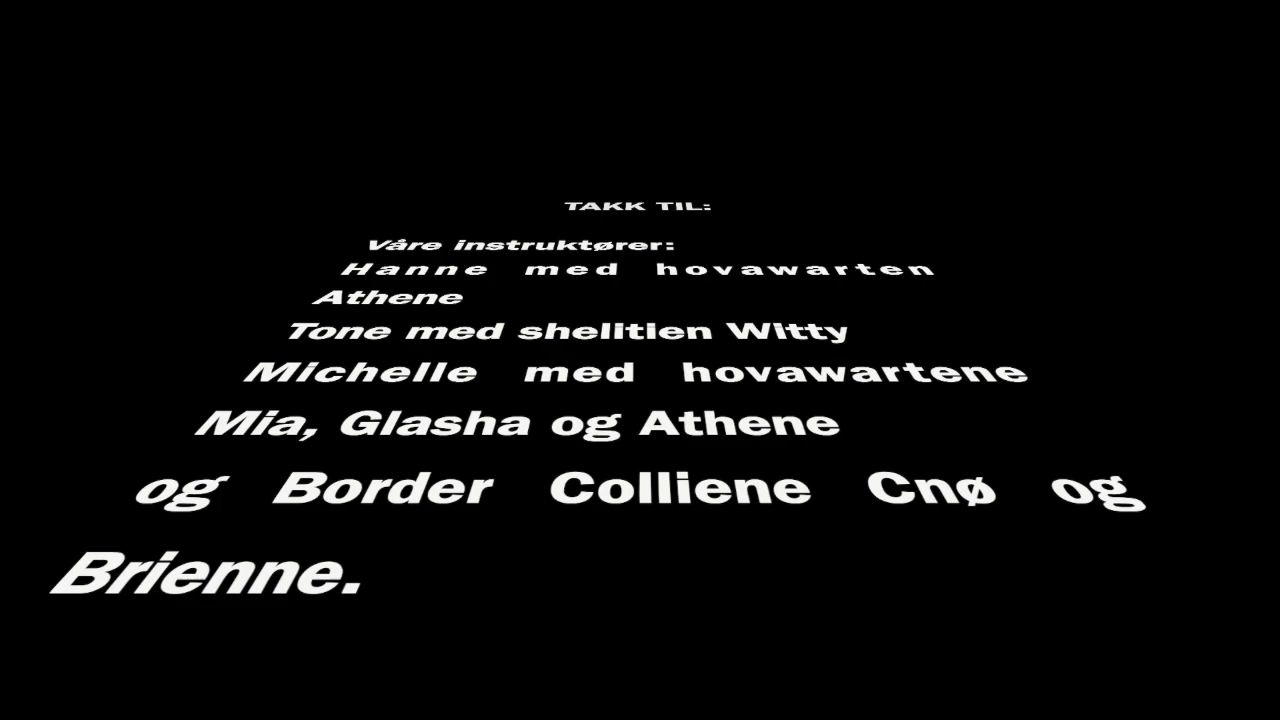 TAKK TIL:
Våre instruktører:
Hanne med hovawarten
Athene
Tone med shelitien Witty
Michelle med hovawartene
Mia, Glasha og Athene
og Border Colliene Cnø og
Brienne.